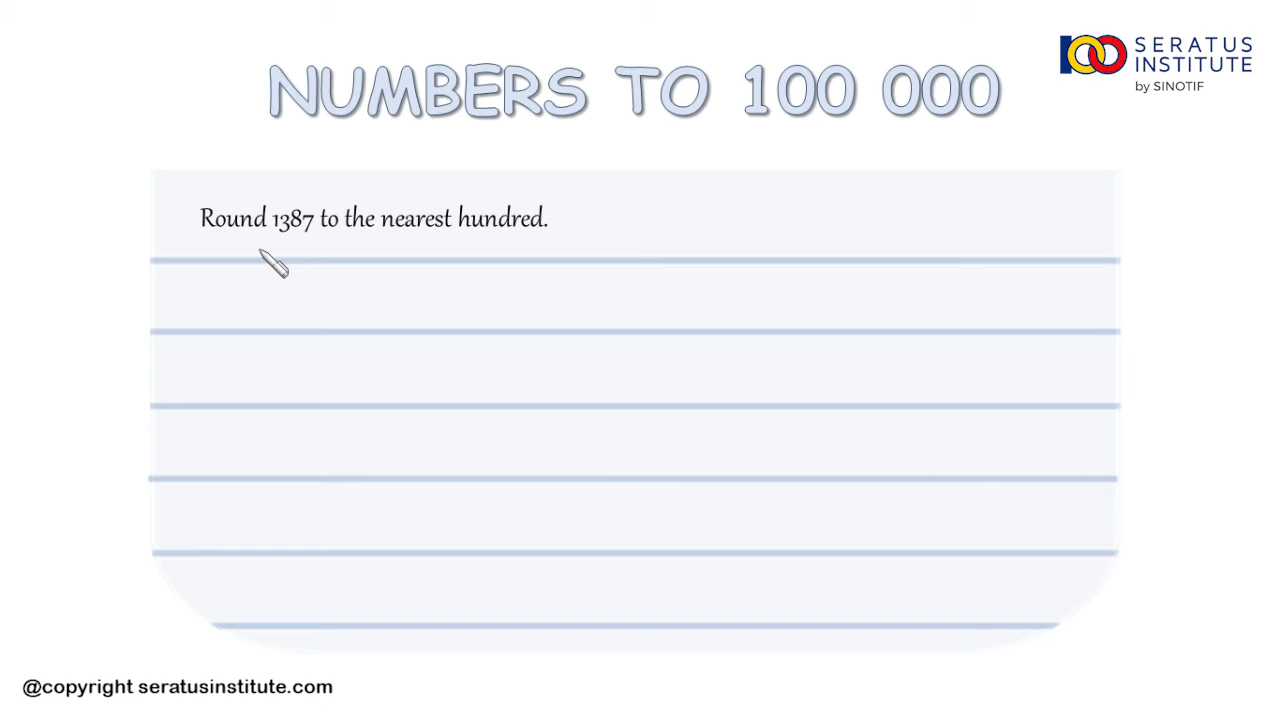 SERATUS
INSTITUTE
by SINOTIF
NUMBERS TO 100 000
Round 1387 to the nearest hundred.
@copyright seratusinstitute.com